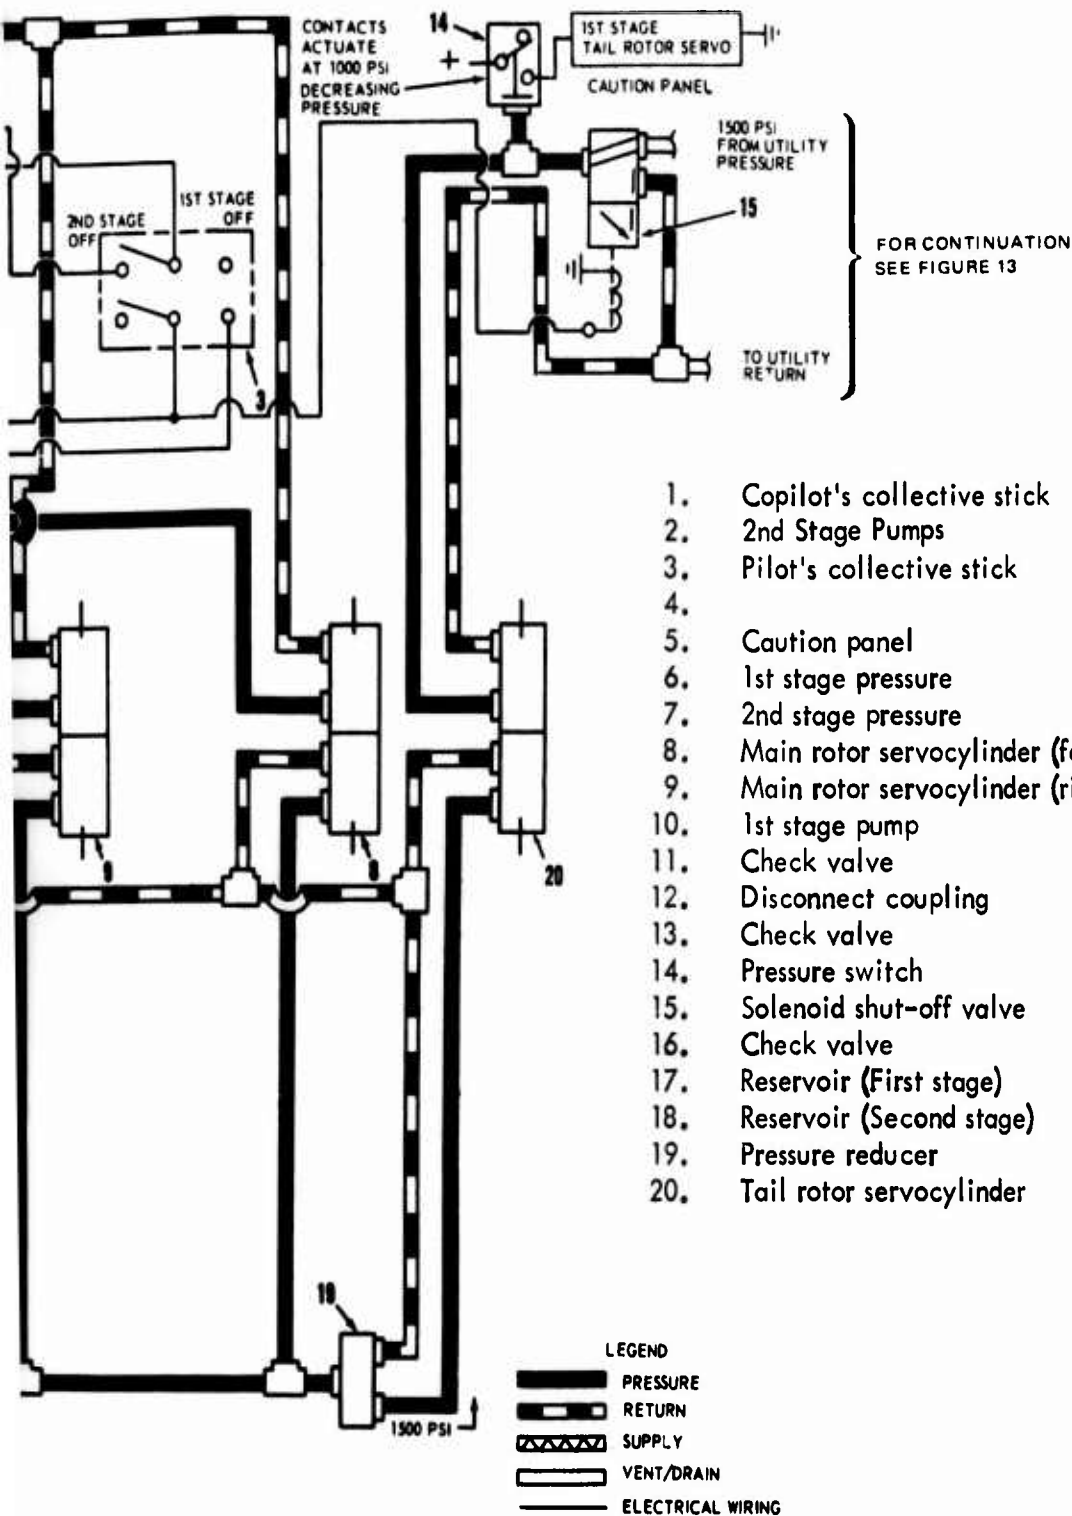 CONTACTS
ACTUATE
AT 1000 PSI
DECREASING
PRESSURE
14
+
1ST STAGE
TAIL ROTOR SERVO
CAUTION PANEL
1500 PSI
FROM UTILITY
PRESSURE
15
FOR CONTINUATION
SEE FIGURE 13
1ST STAGE
OFF
2ND STAGE
OFF
3
TO UTILITY
RETURN
1. Copilot's collective stick
2. 2nd Stage Pumps
3. Pilot's collective stick
4.
5. Caution panel
6. 1st stage pressure
7. 2nd stage pressure
8. Main rotor servocylinder (fo
9. Main rotor servocylinder (ri
10. 1st stage pump
11. Check valve
12. Disconnect coupling
13. Check valve
14. Pressure switch
15. Solenoid shut-off valve
16. Check valve
17. Reservoir (First stage)
18. Reservoir (Second stage)
19. Pressure reducer
20. Tail rotor servocylinder
9
8
20
19
1500 PSI
LEGEND
PRESSURE
RETURN
SUPPLY
VENT/DRAIN
ELECTRICAL WIRING